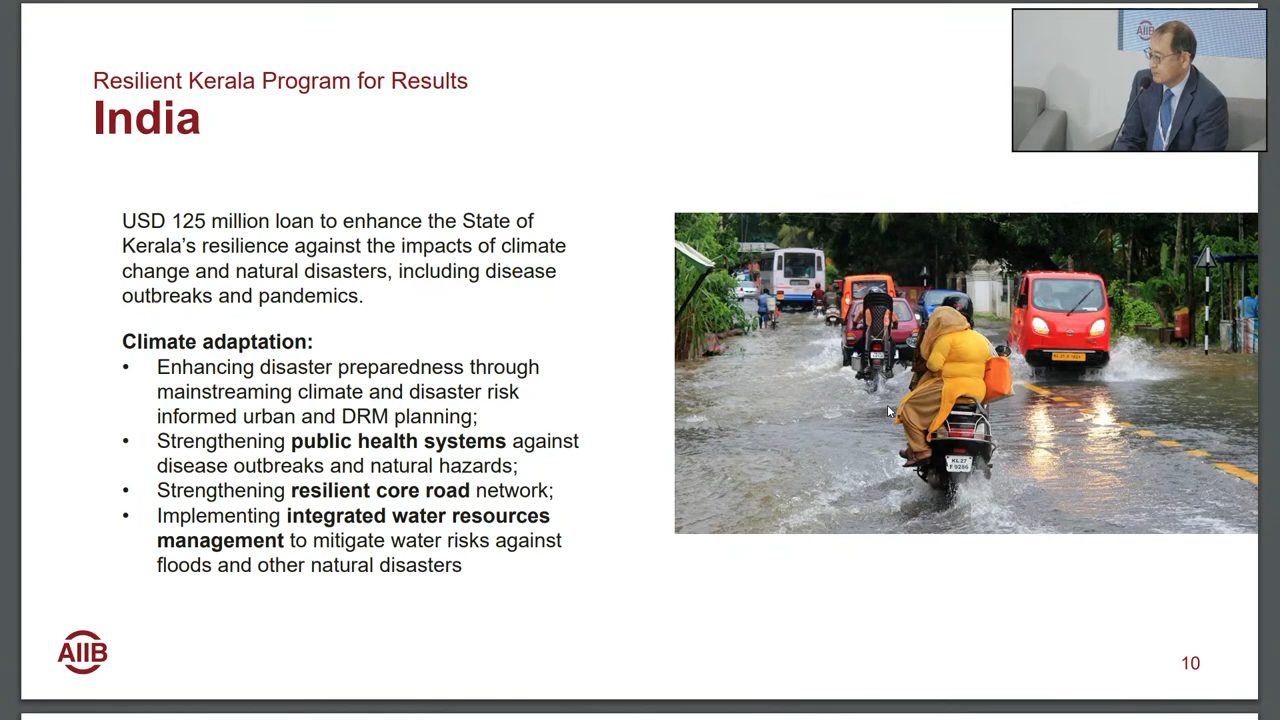 Resilient Kerala Program for Results
India
USD 125 million loan to enhance the State of
Kerala’s resilience against the impacts of climate
change and natural disasters, including disease
outbreaks and pandemics.
Climate adaptation:
• Enhancing disaster preparedness through
mainstreaming climate and disaster risk
informed urban and DRM planning;
• Strengthening public health systems against
disease outbreaks and natural hazards;
• Strengthening resilient core road network;
• Implementing integrated water resources
management to mitigate water risks against
floods and other natural disasters
KL 27
F 9266
AIIB
AIIB
10